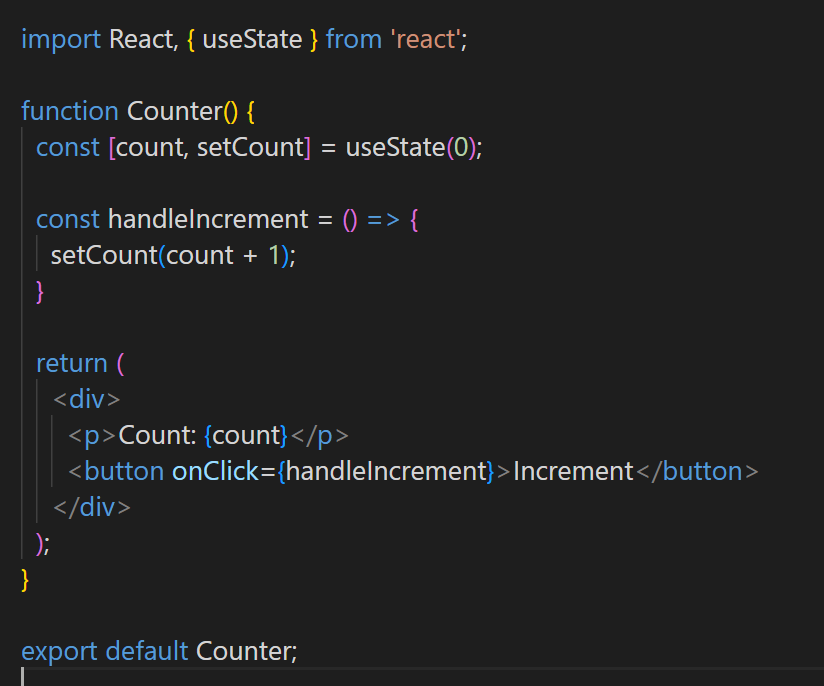 import React, { useState } from 'react';
function Counter() {
const [count, setCount] = useState(0);
const handleIncrement = () => {
setCount(count + 1);
}
return (
<div>
<p>Count: {count}</p>
<button onClick={handleIncrement}>Increment</button>
</div>
);
}
export default Counter;